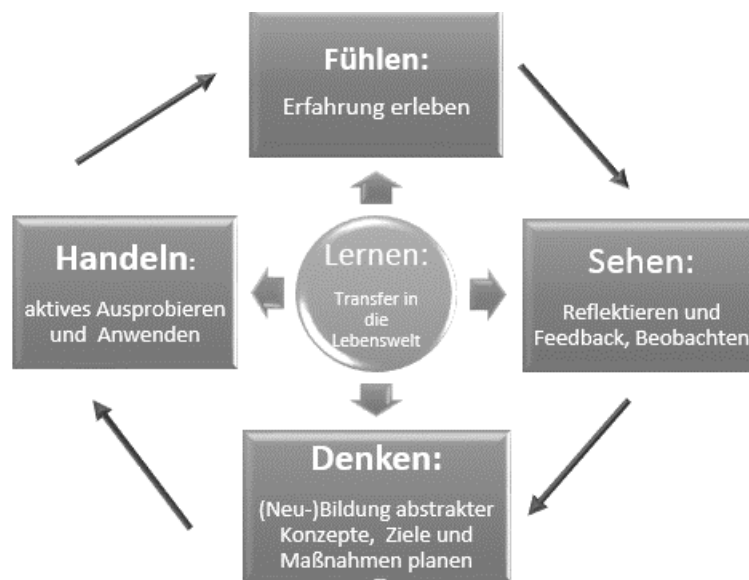 Fühlen:
Erfahrung erleben
Handeln:
aktives Ausprobieren
und Anwenden
Lernen:
Transfer in
die
Lebenswelt
Sehen:
Reflektieren und
Feedback, Beobachten
Denken:
(Neu-)Bildung abstrakter
Konzepte, Ziele und
Maßnahmen planen